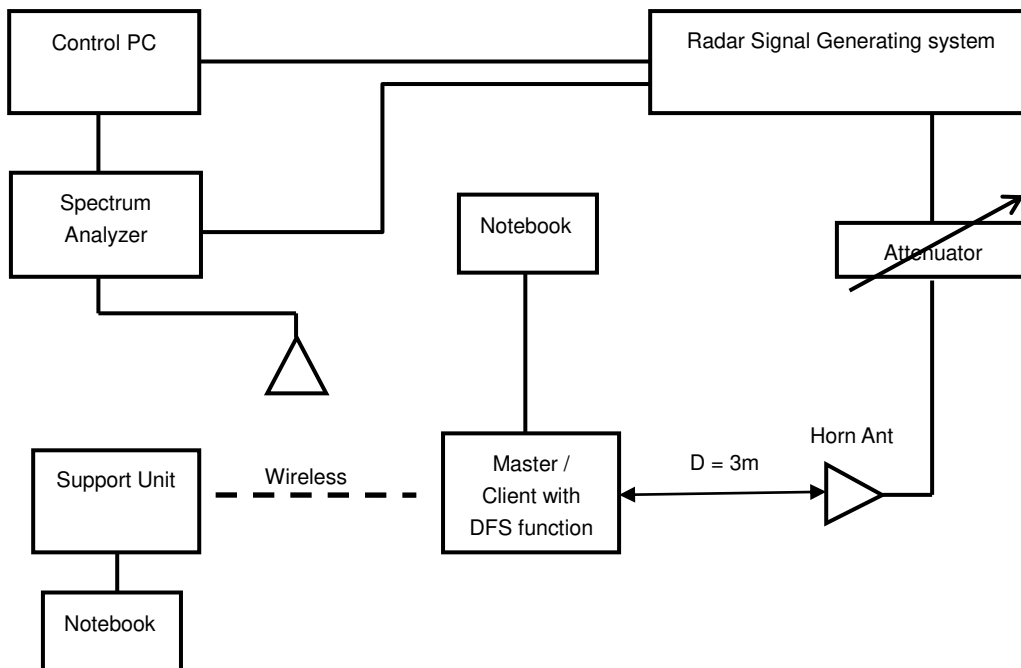 Control PC
Radar Signal Generating system
Spectrum
Analyzer
Notebook
Attenuator
Horn Ant
Support Unit
Wireless
Master /
Client with
DFS function
D = 3m
Notebook